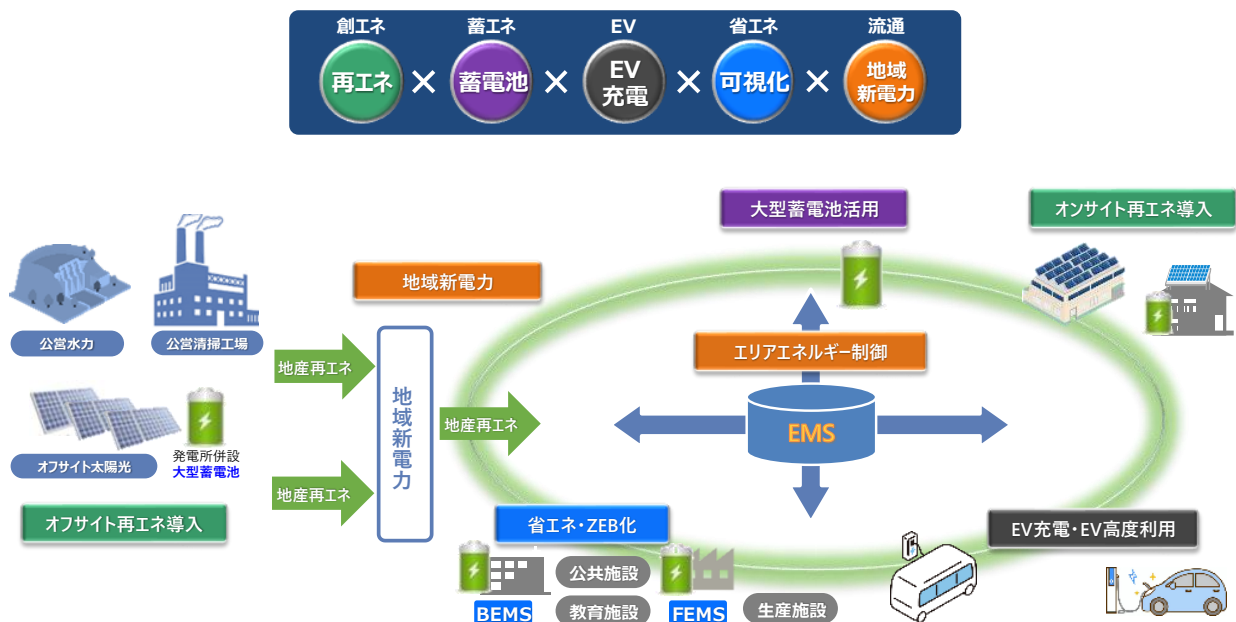 創エネ
蓄エネ
EV
省エネ
流通
再エネ
×
蓄電池
×
EV
充電
×
可視化
×
地域
新電力
大型蓄電池活用
オンサイト再エネ導入
地域新電力
公営水力
公営清掃工場
エリアエネルギー制御
地産再エネ
地域新電力
地産再エネ
EMS
発電所併設
大型蓄電池
オフサイト太陽光
地産再エネ
オフサイト再エネ導入
省エネ・ZEB化
EV充電・EV高度利用
公共施設
BEMS
教育施設
FEMS
生産施設